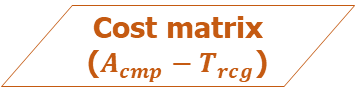 Cost matrix
(A_cmp − T_rcg)